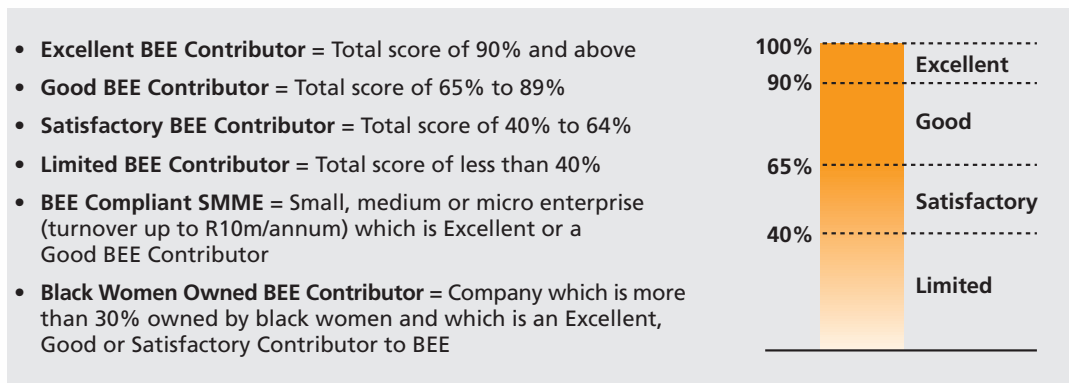 • Excellent BEE Contributor = Total score of 90% and above
• Good BEE Contributor = Total score of 65% to 89%
• Satisfactory BEE Contributor = Total score of 40% to 64%
• Limited BEE Contributor = Total score of less than 40%
• BEE Compliant SMME = Small, medium or micro enterprise
(turnover up to R10m/annum) which is Excellent or a
Good BEE Contributor
• Black Women Owned BEE Contributor = Company which is more
than 30% owned by black women and which is an Excellent,
Good or Satisfactory Contributor to BEE
100%
Excellent
90%
Good
65%
Satisfactory
40%
Limited